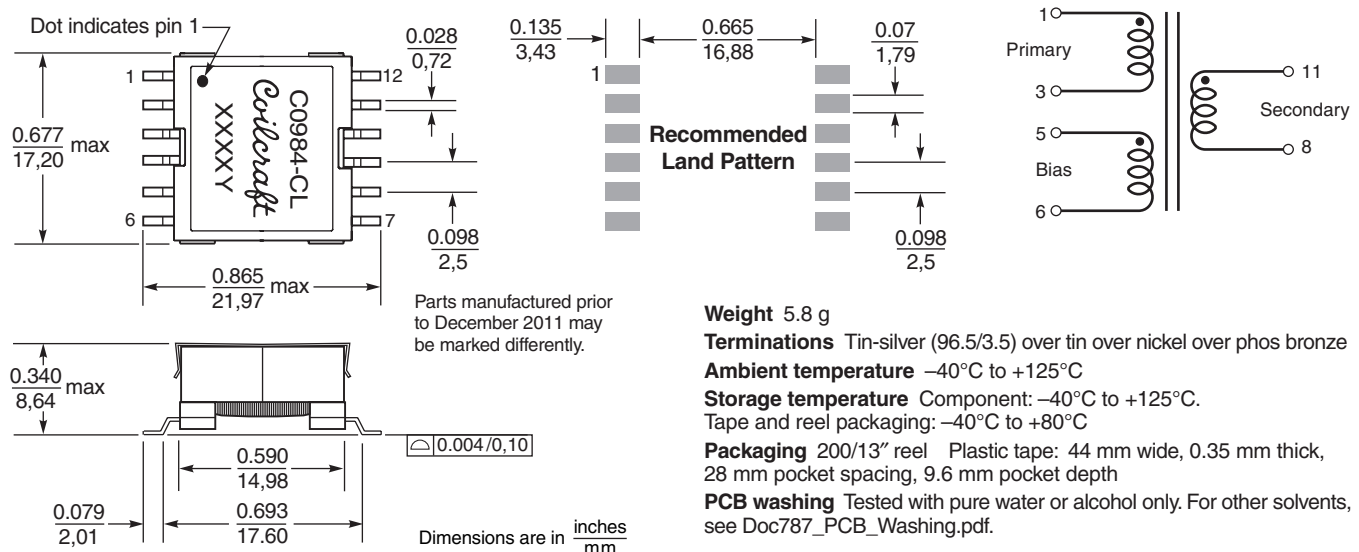 Dot indicates pin 1
1
12
6
7
C0984-CL
Coilcraft
XXXXY
0.677
17,20 max
0.028
0,72
0.098
2,5
0.865
21,97 max
Parts manufactured prior
to December 2011 may
be marked differently.
0.135
3,43
0.665
16,88
0.07
1,79
1
Recommended
Land Pattern
0.098
2,5
1
Primary
3
5
Bias
6
11
Secondary
8
0.340
8,64 max
0.004/0,10
0.590
14,98
0.079
2,01
0.693
17.60
Dimensions are in inches
mm
Weight 5.8 g
Terminations Tin-silver (96.5/3.5) over tin over nickel over phos bronze
Ambient temperature –40°C to +125°C
Storage temperature Component: –40°C to +125°C.
Tape and reel packaging: –40°C to +80°C
Packaging 200/13″ reel Plastic tape: 44 mm wide, 0.35 mm thick,
28 mm pocket spacing, 9.6 mm pocket depth
PCB washing Tested with pure water or alcohol only. For other solvents,
see Doc787_PCB_Washing.pdf.